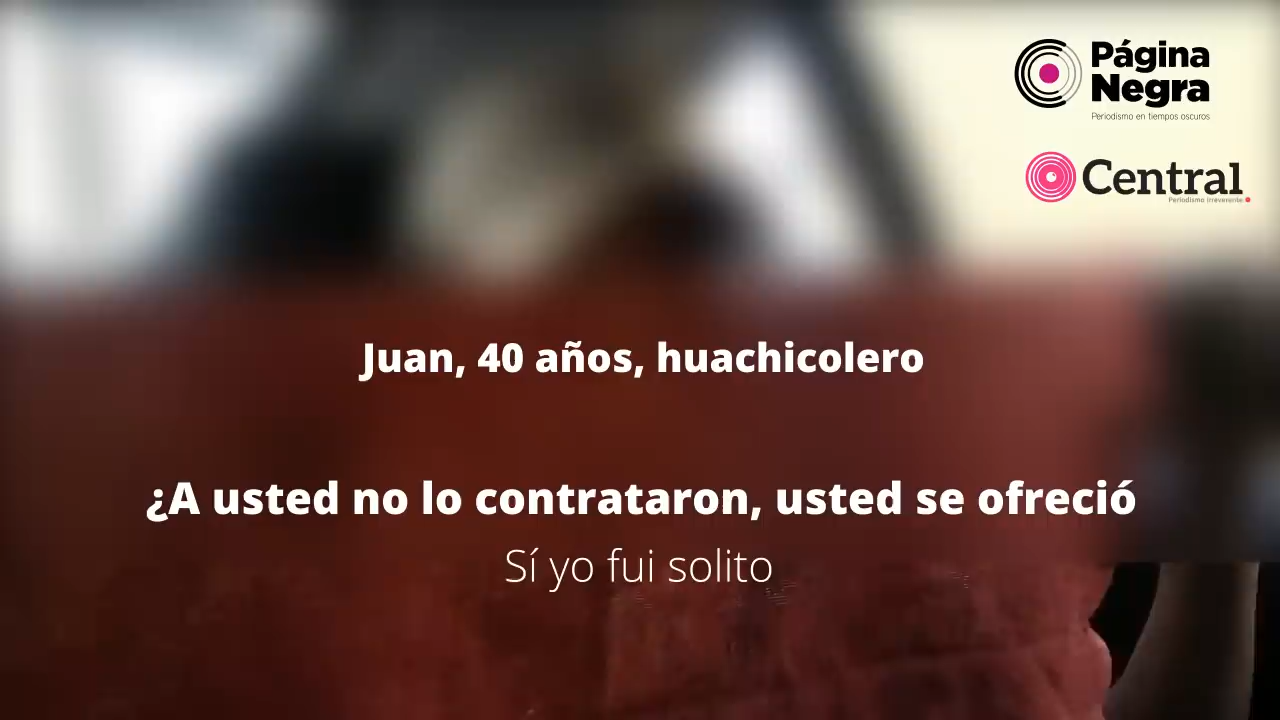 Página
Negra
Periodismo en tiempos oscuros
Central
Periodismo irreverente
Juan, 40 años, huachicolero
¿A usted no lo contrataron, usted se ofreció
Sí yo fui solito